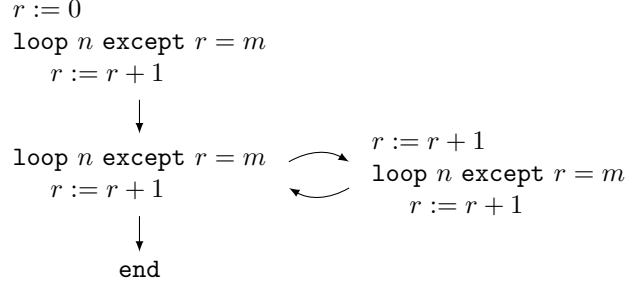 r := 0
loop n except r = m
r := r + 1
loop n except r = m
r := r + 1
r := r + 1
loop n except r = m
r := r + 1
end